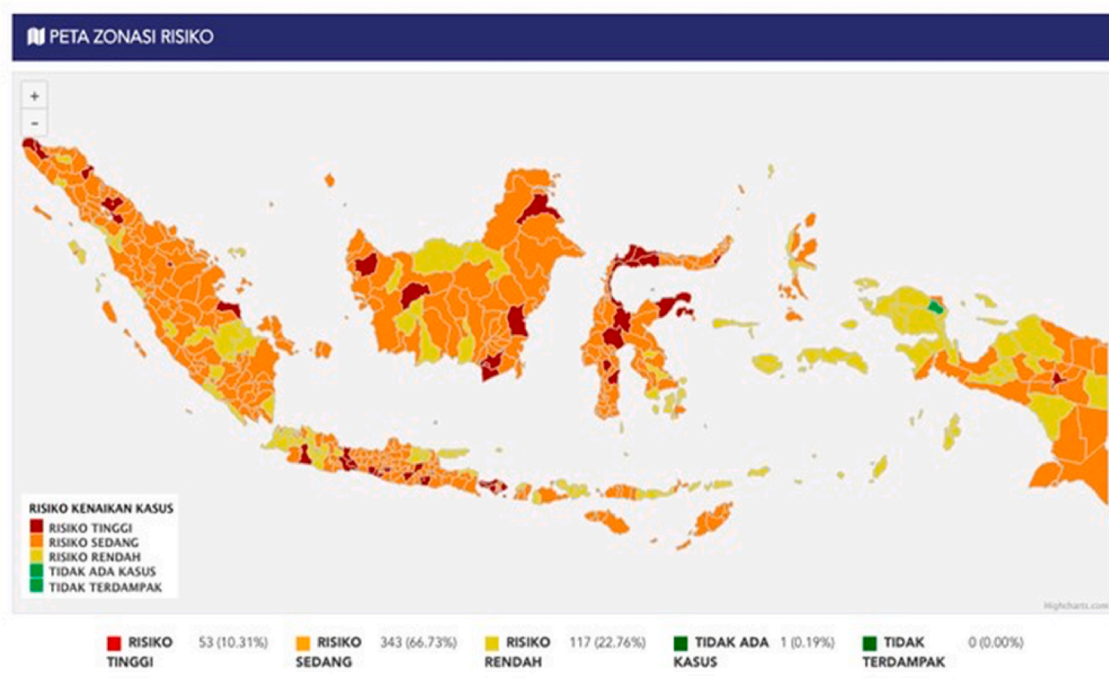 PETA ZONASI RISIKO
+
−
RISIKO KENAIKAN KASUS
RISIKO TINGGI
RISIKO SEDANG
RISIKO RENDAH
TIDAK ADA KASUS
TIDAK TERDAMPAK
Highcharts.com
RISIKO TINGGI 53 (10.31%)
RISIKO SEDANG 343 (66.73%)
RISIKO RENDAH 117 (22.76%)
TIDAK ADA KASUS 1 (0.19%)
TIDAK TERDAMPAK 0 (0.00%)